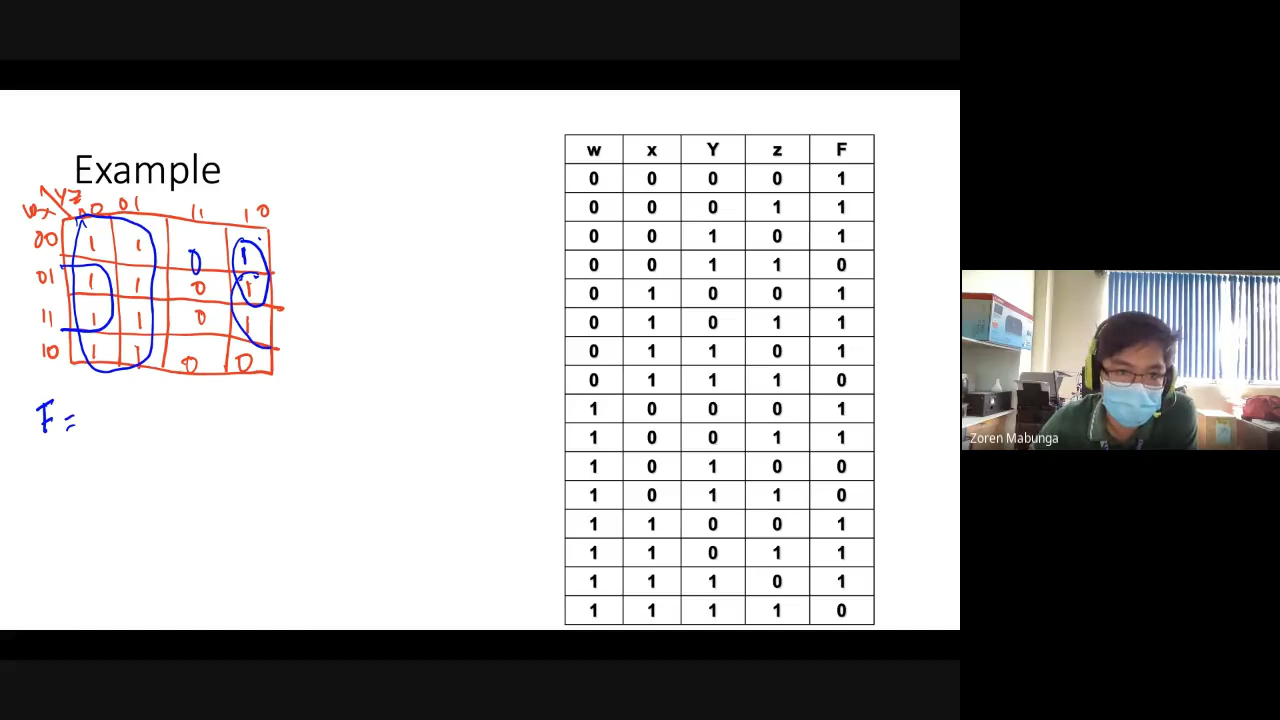 Example
yz
wx
00 01 11 10
00 1 1 0 1
01 1 1 0 1
11 1 1 0 1
10 1 1 0 0
F =
w x Y z F
0 0 0 0 1
0 0 0 1 1
0 0 1 0 1
0 0 1 1 0
0 1 0 0 1
0 1 0 1 1
0 1 1 0 1
0 1 1 1 0
1 0 0 0 1
1 0 0 1 1
1 0 1 0 0
1 0 1 1 0
1 1 0 0 1
1 1 0 1 1
1 1 1 0 1
1 1 1 1 0
Zoren Mabunga